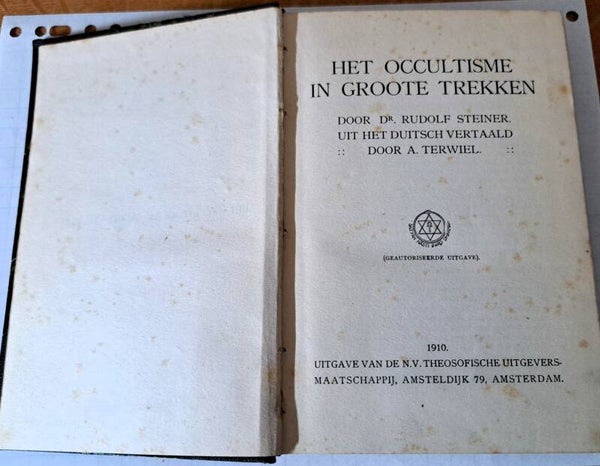 HET OCCULTISME
IN GROOTE TREKKEN
DOOR DR. RUDOLF STEINER.
UIT HET DUITSCH VERTAALD
:: DOOR A. TERWIEL. ::
(GEAUTORISEERDE UITGAVE).
1910.
UITGAVE VAN DE N.V. THEOSOFISCHE UITGEVERS-
MAATSCHAPPIJ, AMSTELDIJK 79, AMSTERDAM.